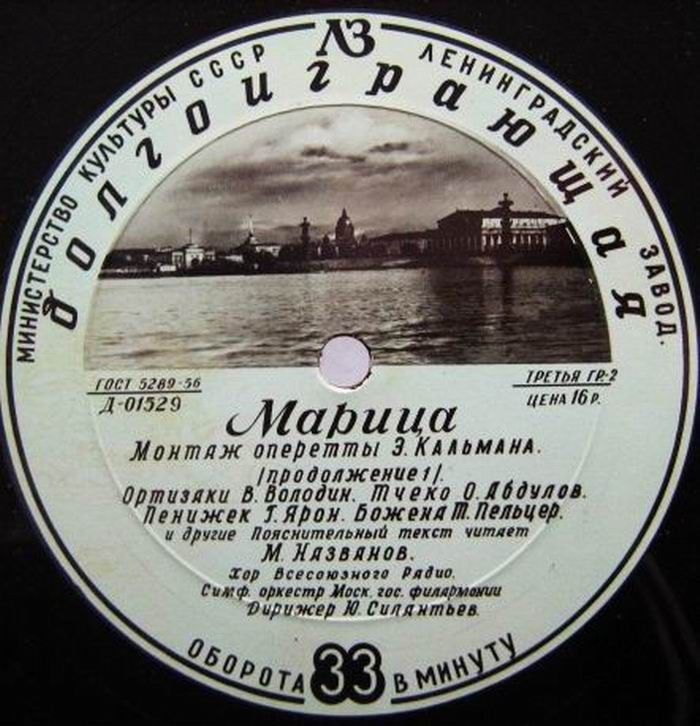 МИНИСТЕРСТВО КУЛЬТУРЫ СССР ЛЗ ЛЕНИНГРАДСКИЙ ЗАВОД.
долгоиграющая
ГОСТ 5289-56
Д-01529
ТРЕТЬЯ ГР-2
ЦЕНА 16 Р.
Марица
Монтаж оперетты Э. Кальмана.
/продолжение 1/.
Ортизяки В. Володин. Тчеко О. Абдулов.
Пенижек Г. Ярон. Божена Т. Пельцер.
и другие Пояснительный текст читает
М. Названов.
Хор Всесоюзного Радио.
Симф. оркестр Моск. гос. филармонии
Дирижер Ю. Силантьев.
ОБОРОТА 33 В МИНУТУ